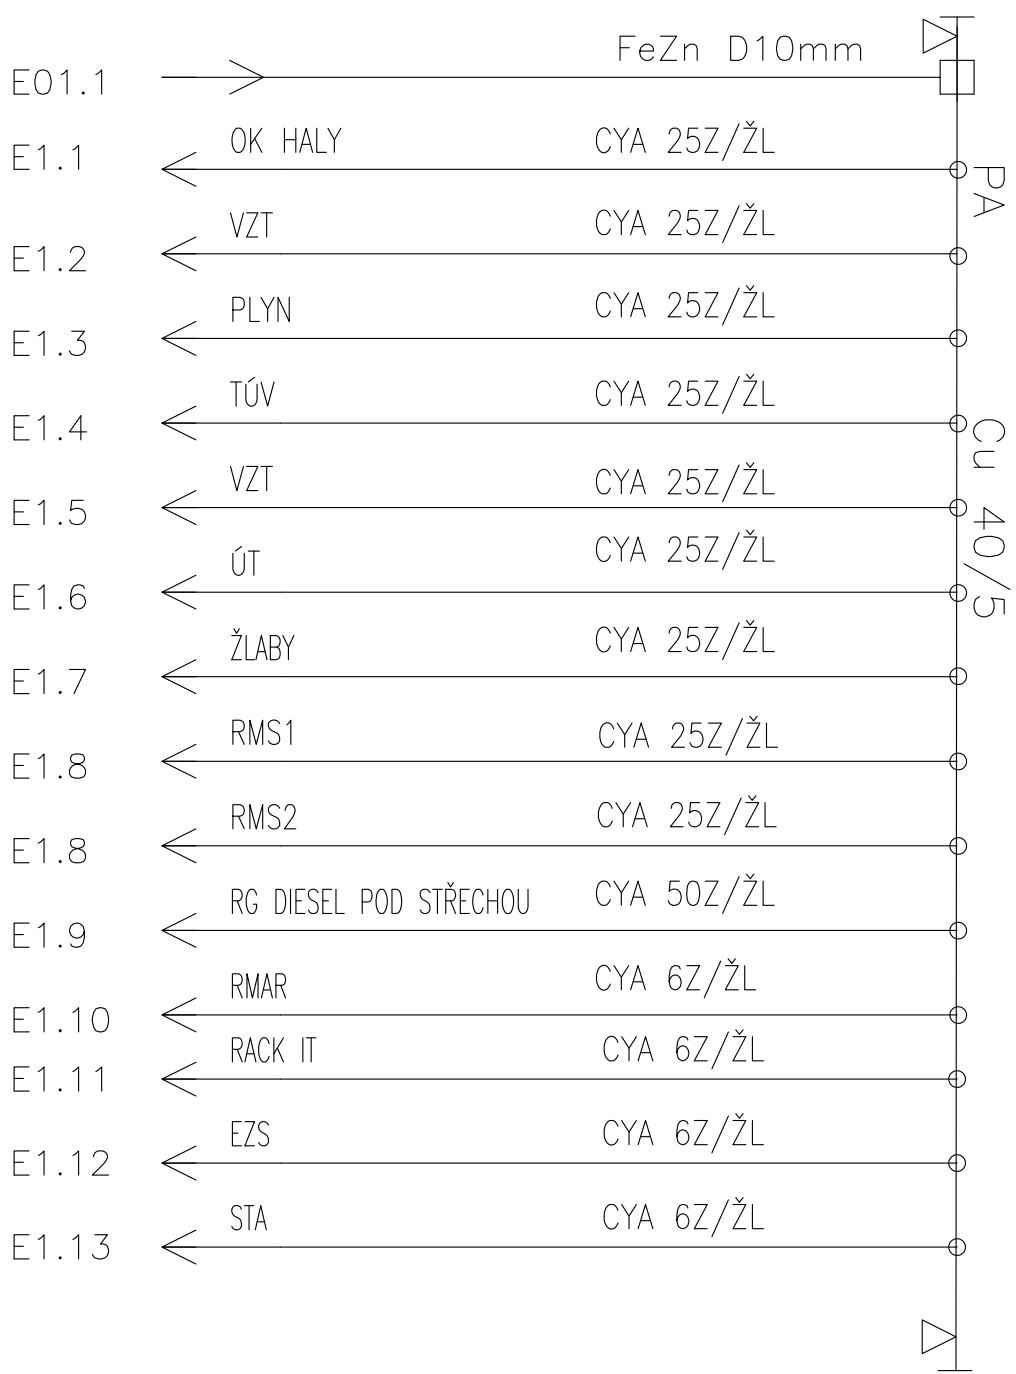 FeZn D10mm
E01.1
OK HALY CYA 25Z/ŽL
E1.1
PA
VZT CYA 25Z/ŽL
E1.2
PLYN CYA 25Z/ŽL
E1.3
TÚV CYA 25Z/ŽL
E1.4
Cu 40/5
VZT CYA 25Z/ŽL
E1.5
ÚT CYA 25Z/ŽL
E1.6
ŽLABY CYA 25Z/ŽL
E1.7
RMS1 CYA 25Z/ŽL
E1.8
RMS2 CYA 25Z/ŽL
E1.8
RG DIESEL POD STŘECHOU CYA 50Z/ŽL
E1.9
RMAR CYA 6Z/ŽL
E1.10
RACK IT CYA 6Z/ŽL
E1.11
EZS CYA 6Z/ŽL
E1.12
STA CYA 6Z/ŽL
E1.13